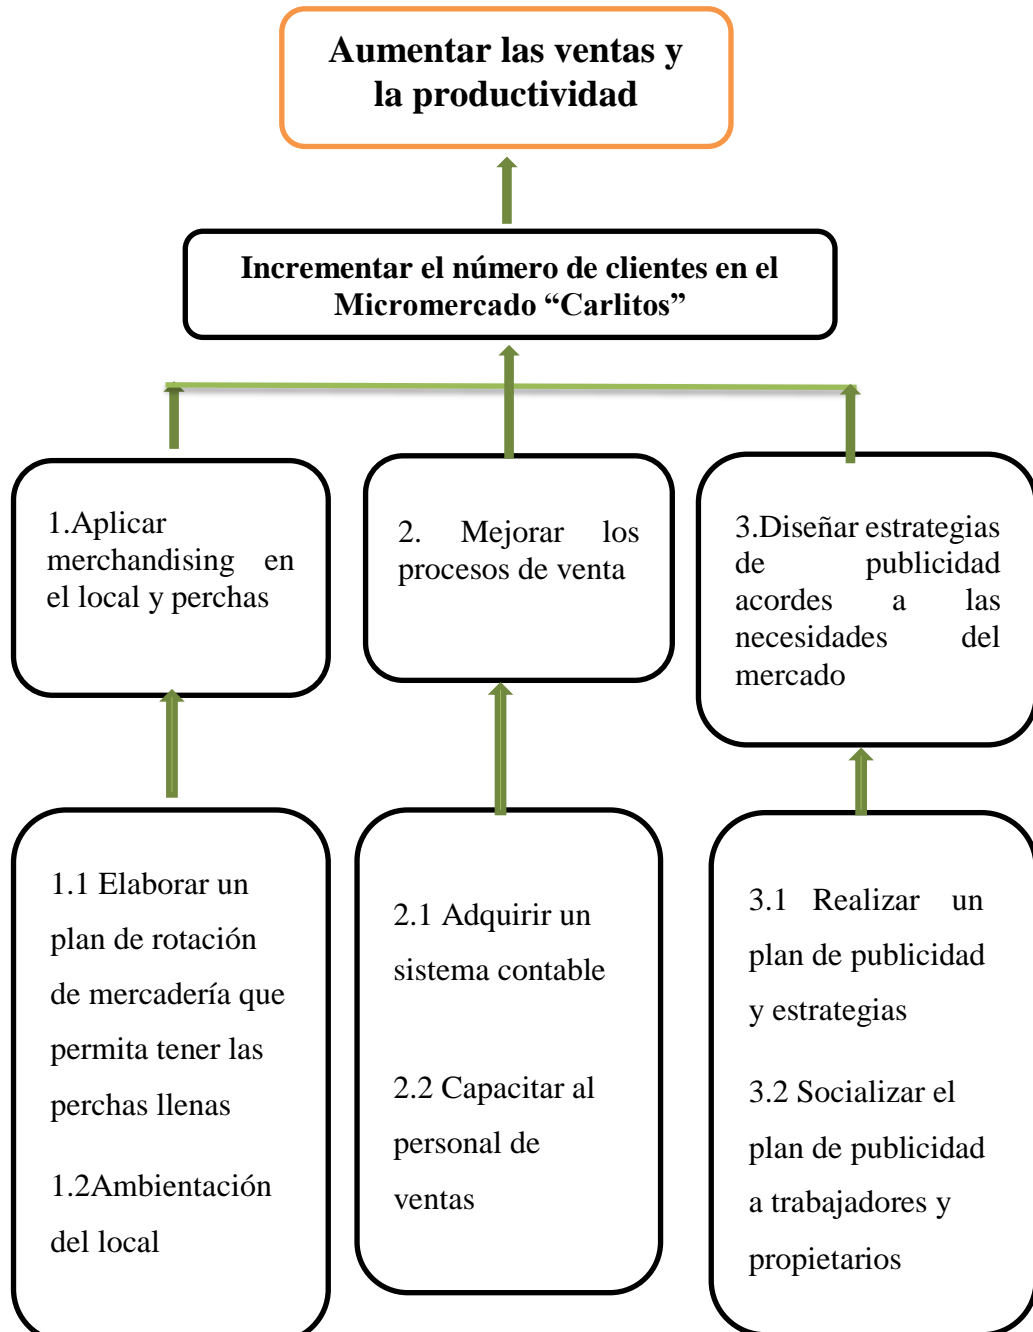 Aumentar las ventas y
la productividad
Incrementar el número de clientes en el
Micromercado “Carlitos”
1.Aplicar
merchandising en
el local y perchas
2. Mejorar los
procesos de venta
3.Diseñar estrategias
de publicidad
acordes a las
necesidades del
mercado
1.1 Elaborar un
plan de rotación
de mercadería que
permita tener las
perchas llenas
1.2Ambientación
del local
2.1 Adquirir un
sistema contable
2.2 Capacitar al
personal de
ventas
3.1 Realizar un
plan de publicidad
y estrategias
3.2 Socializar el
plan de publicidad
a trabajadores y
propietarios